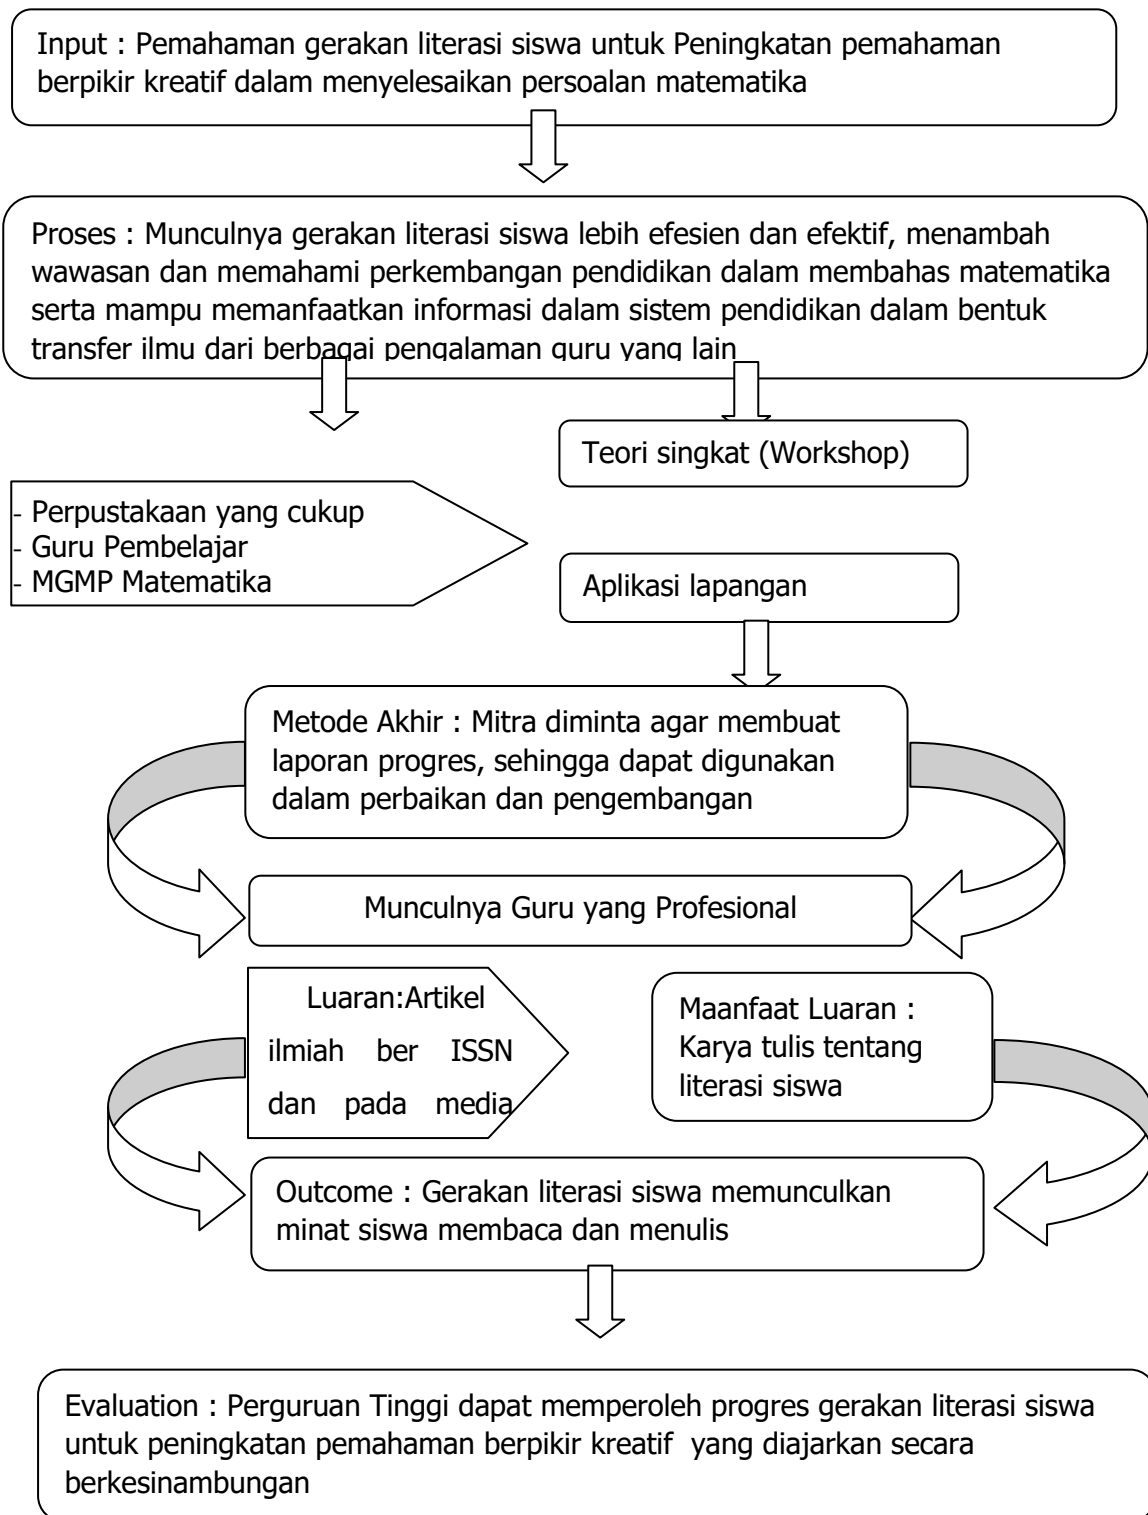 Input : Pemahaman gerakan literasi siswa untuk Peningkatan pemahaman
berpikir kreatif dalam menyelesaikan persoalan matematika
Proses : Munculnya gerakan literasi siswa lebih efesien dan efektif, menambah
wawasan dan memahami perkembangan pendidikan dalam membahas matematika
serta mampu memanfaatkan informasi dalam sistem pendidikan dalam bentuk
transfer ilmu dari berbagai pengalaman guru yang lain
Teori singkat (Workshop)
- Perpustakaan yang cukup
- Guru Pembelajar
- MGMP Matematika
Aplikasi lapangan
Metode Akhir : Mitra diminta agar membuat
laporan progres, sehingga dapat digunakan
dalam perbaikan dan pengembangan
Munculnya Guru yang Profesional
Luaran:Artikel
ilmiah ber ISSN
dan pada media
Maanfaat Luaran :
Karya tulis tentang
literasi siswa
Outcome : Gerakan literasi siswa memunculkan
minat siswa membaca dan menulis
Evaluation : Perguruan Tinggi dapat memperoleh progres gerakan literasi siswa
untuk peningkatan pemahaman berpikir kreatif  yang diajarkan secara
berkesinambungan